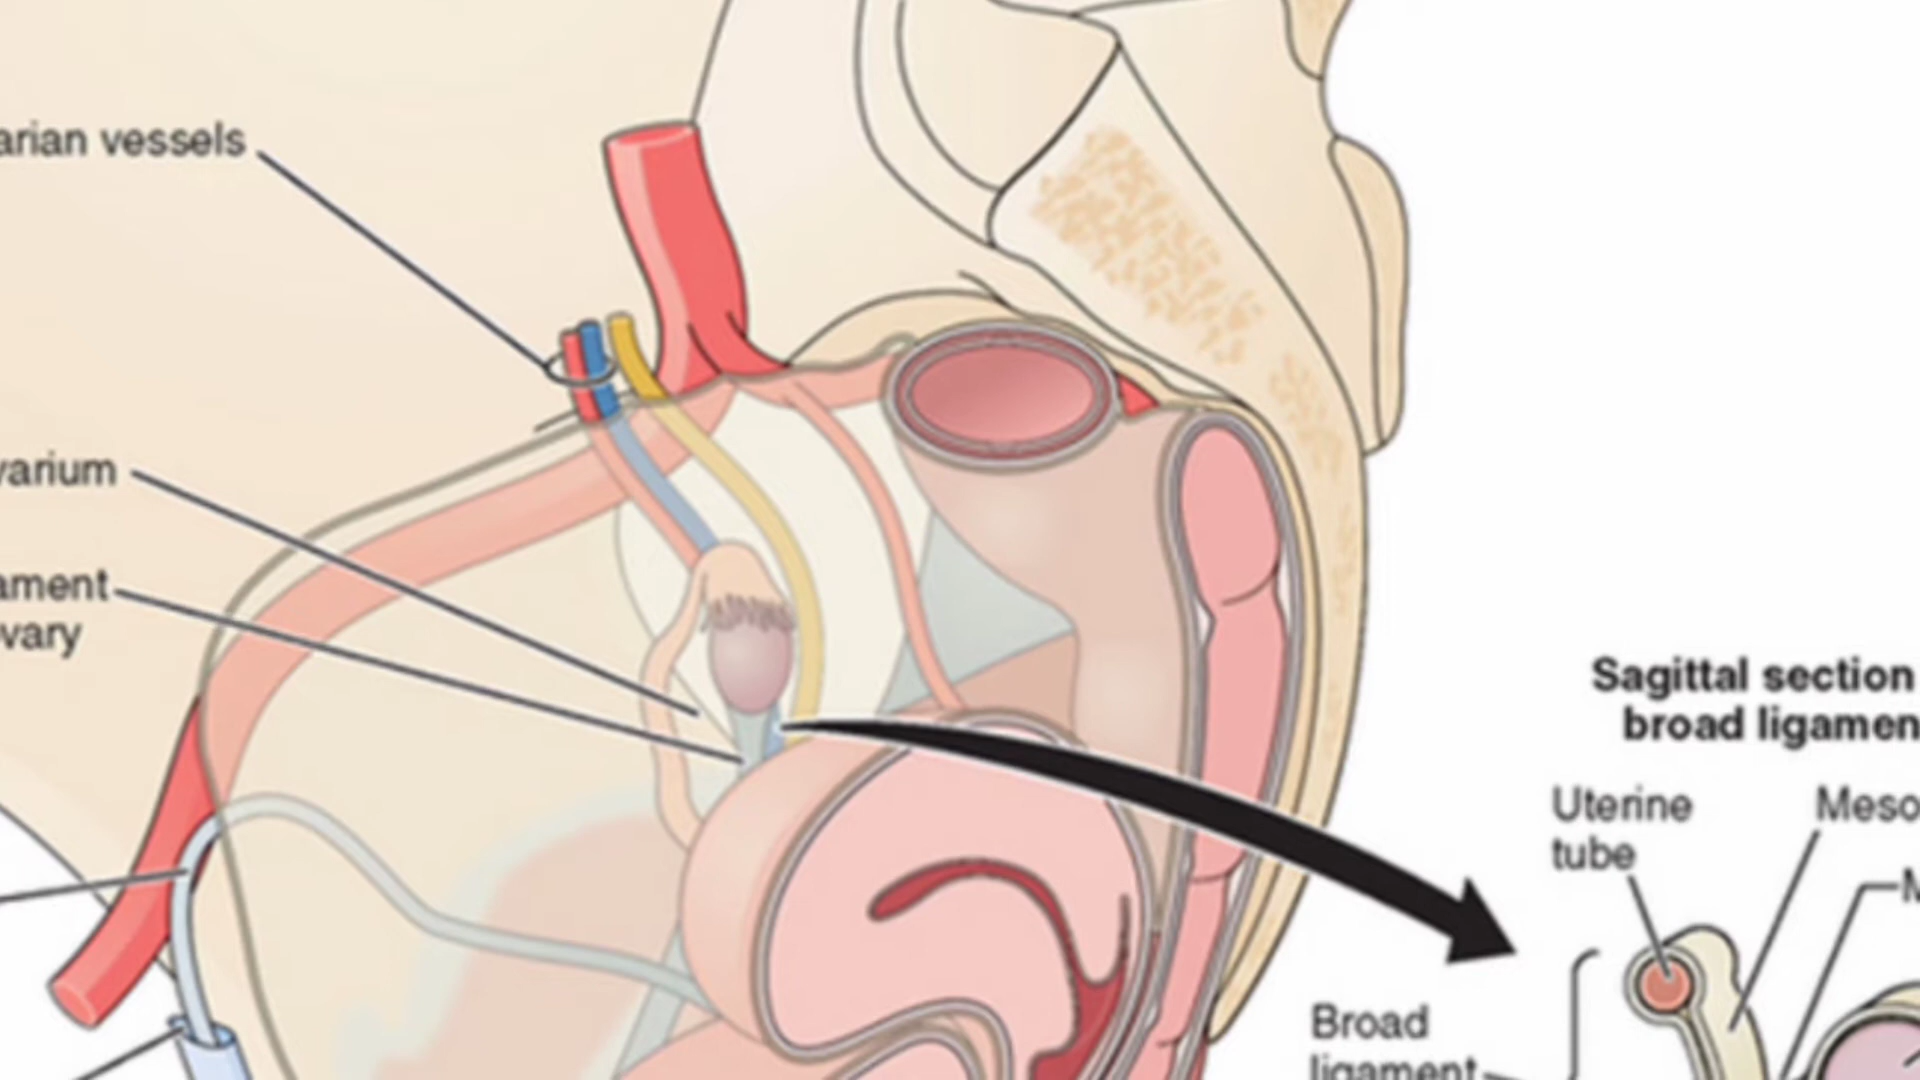 arian vessels
varium
ament
vary
Sagittal section
broad ligamen
Uterine
tube
Meso
M
Broad
ligament